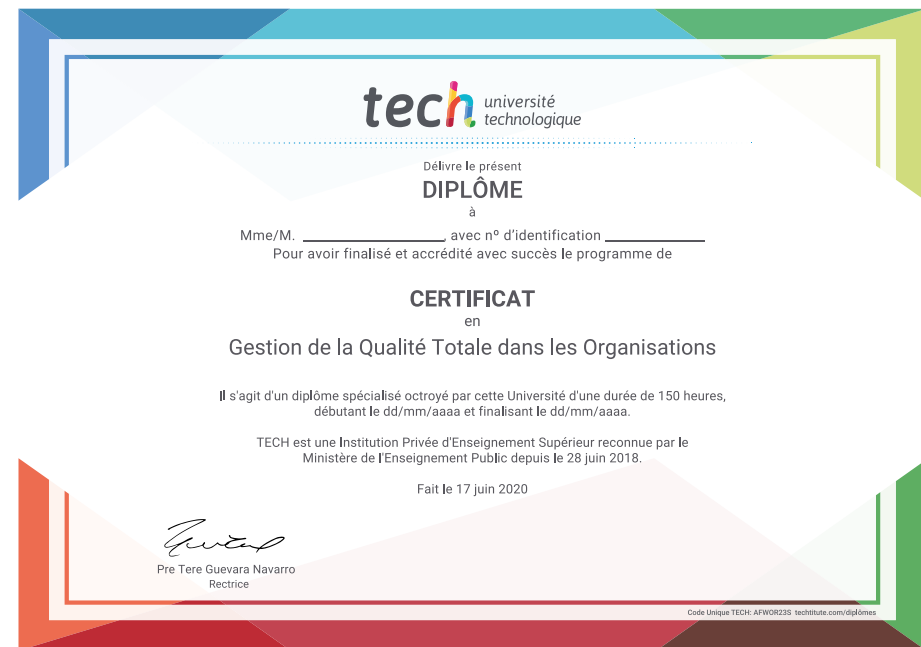 tech université
technologique
Délivre le présent
DIPLÔME
à
Mme/M. ____________________, avec nº d'identification ______________
Pour avoir finalisé et accrédité avec succès le programme de
CERTIFICAT
en
Gestion de la Qualité Totale dans les Organisations
Il s'agit d'un diplôme spécialisé octroyé par cette Université d'une durée de 150 heures,
débutant le dd/mm/aaaa et finalisant le dd/mm/aaaa.
TECH est une Institution Privée d'Enseignement Supérieur reconnue par le
Ministère de l'Enseignement Public depuis le 28 juin 2018.
Fait le 17 juin 2020
Pre Tere Guevara Navarro
Rectrice
Code Unique TECH: AFWOR23S techtitute.com/diplômes